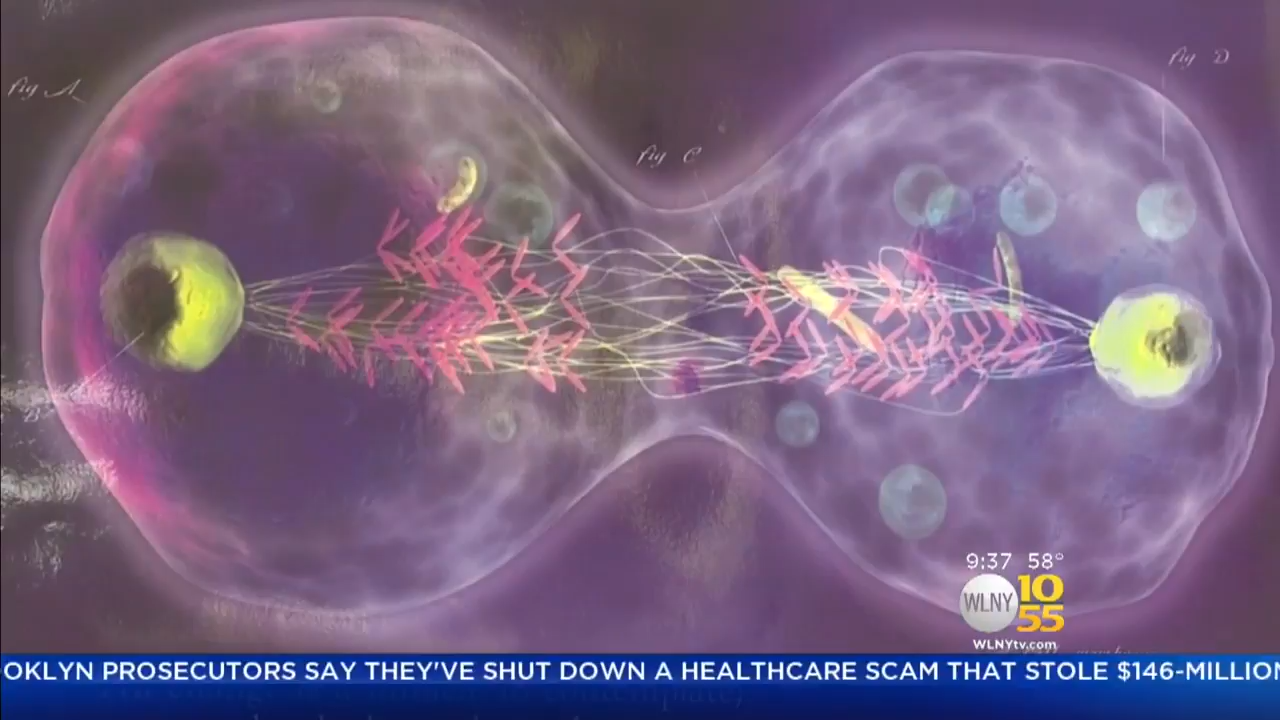 fig A
fig D
fig C
9:37 58°
WLNY 10
55
WLNYtv.com
OKLYN PROSECUTORS SAY THEY'VE SHUT DOWN A HEALTHCARE SCAM THAT STOLE $146-MILLION